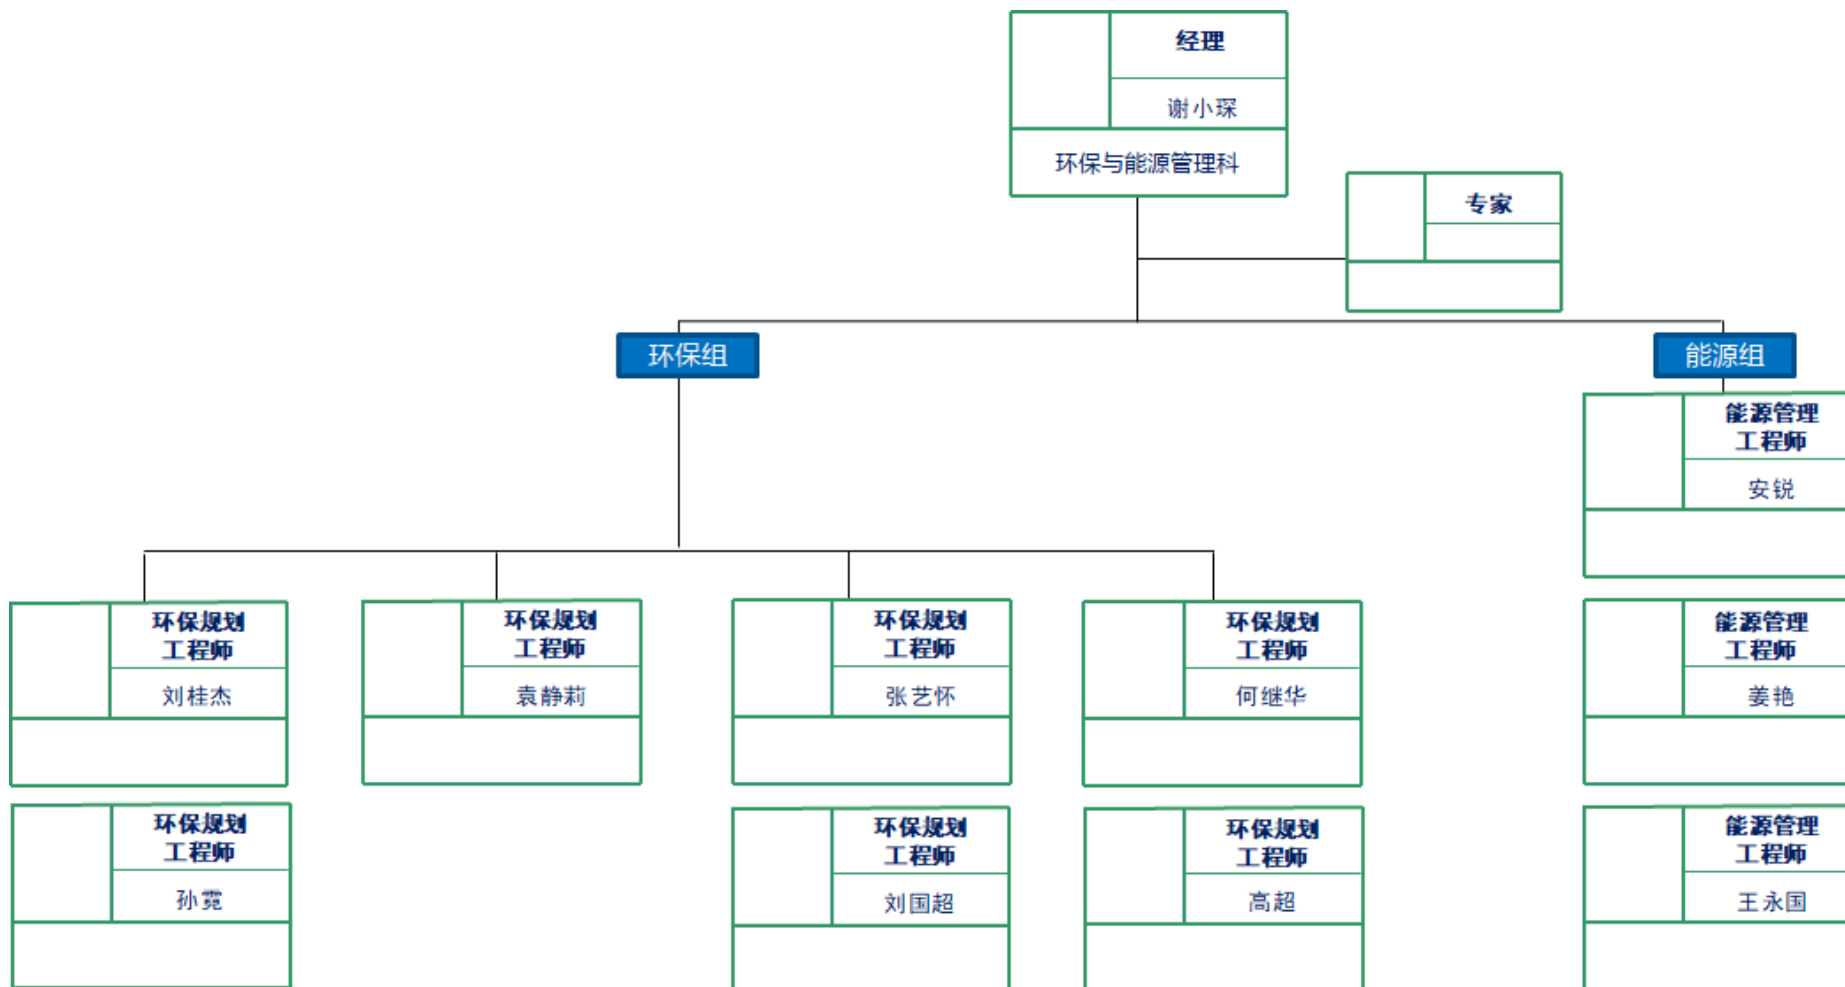 经理
谢小琛
环保与能源管理科
专家
环保组
能源组
能源管理
工程师
安锐
环保规划
工程师
刘桂杰
环保规划
工程师
袁静莉
环保规划
工程师
张艺怀
环保规划
工程师
何继华
能源管理
工程师
姜艳
环保规划
工程师
孙霓
环保规划
工程师
刘国超
环保规划
工程师
高超
能源管理
工程师
王永国